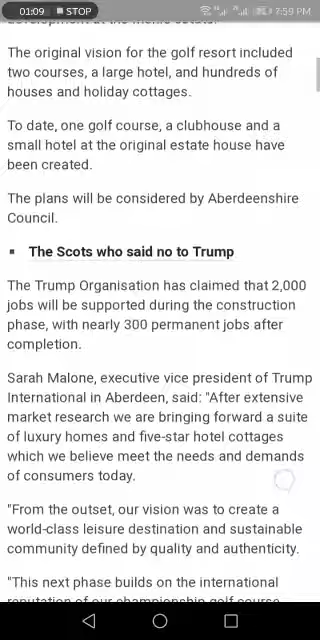 01:09 STOP
7:59 PM
The original vision for the golf resort included
two courses, a large hotel, and hundreds of
houses and holiday cottages.
To date, one golf course, a clubhouse and a
small hotel at the original estate house have
been created.
The plans will be considered by Aberdeenshire
Council.
The Scots who said no to Trump
The Trump Organisation has claimed that 2,000
jobs will be supported during the construction
phase, with nearly 300 permanent jobs after
completion.
Sarah Malone, executive vice president of Trump
International in Aberdeen, said: "After extensive
market research we are bringing forward a suite
of luxury homes and five-star hotel cottages
which we believe meet the needs and demands
of consumers today.
"From the outset, our vision was to create a
world-class leisure destination and sustainable
community defined by quality and authenticity.
"This next phase builds on the international
reputation of our championship golf course